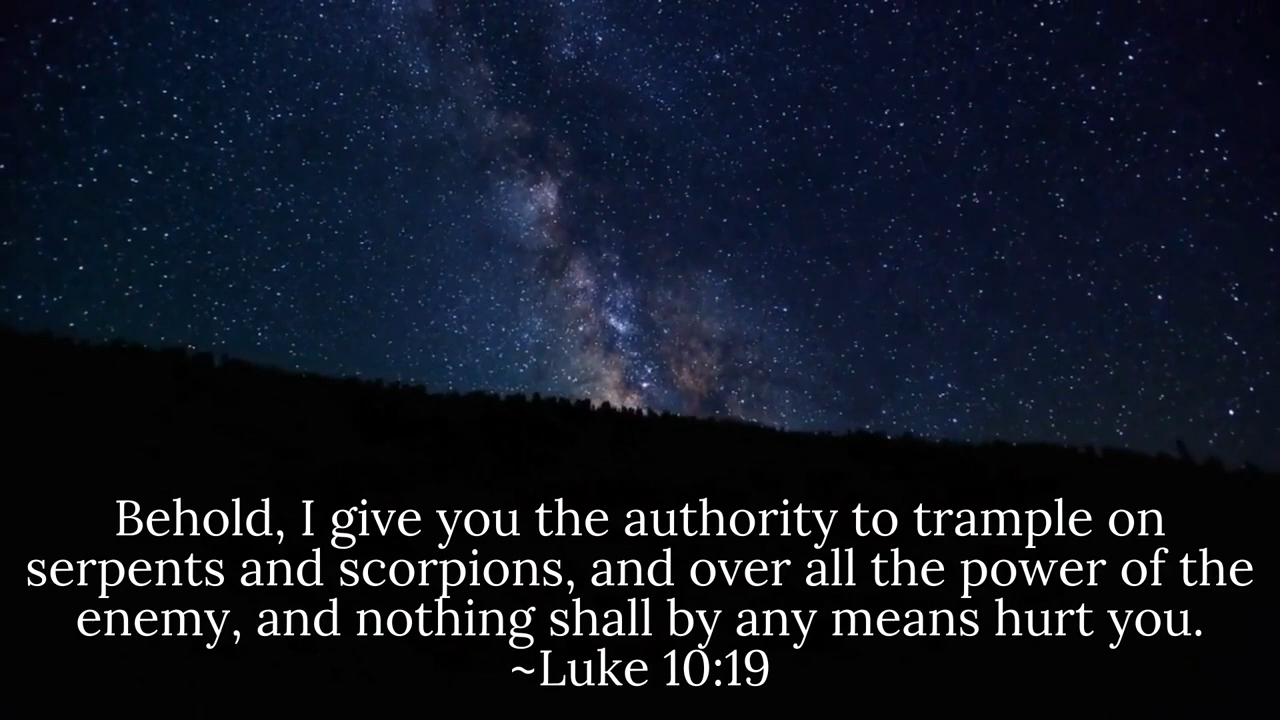 Behold, I give you the authority to trample on
serpents and scorpions, and over all the power of the
enemy, and nothing shall by any means hurt you.
~Luke 10:19